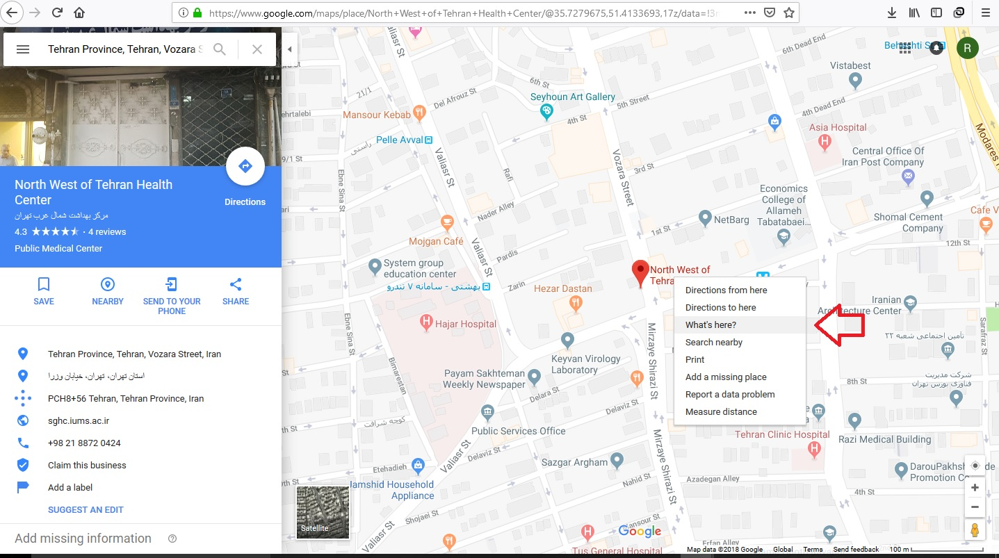 https://www.google.com/maps/place/North+West+of+Tehran+Health+Center/@35.7279675,51.4133693,17z/data=!3
Tehran Province, Tehran, Vozara S
North West of Tehran Health
Center
مرکز بهداشت شمال غرب تهران
4.3
· 4 reviews
Public Medical Center
Directions
SAVE
NEARBY
SEND TO YOUR
PHONE
SHARE
Tehran Province, Tehran, Vozara Street, Iran
استان تهران، تهران، خیابان وزرا
PCH8+56 Tehran, Tehran Province, Iran
sghc.iums.ac.ir
+98 21 8872 0424
Claim this business
Add a label
SUGGEST AN EDIT
Add missing information
R
Valiasr St
6th Dead End
Vistabest
21/1
Del Afrouz St
6th St
Seyhoun Art Gallery
5th Street
4th Dead End
Mansour Kebab
4th St
Asia Hospital
Modares
Pelle Avval
راستی
Central Office Of
Iran Post Company
9/1 St
Ebne Sina St
Valiasr St
Rafi
Vozara Street
3rd St
Economics
College of
Allameh
Tabatabaei...
Nader Alley
NetBarg
1st St
Shomal Cement
Company
Cafe V
Mojgan Café
Valiasr St
Pardis
12th St
System group
education center
بهشتی - سامانه ۷ تندرو
Zarin
Hezar Dastan
North West of
Tehra
Directions from here
Directions to here
What's here?
Search nearby
Print
Add a missing place
Report a data problem
Measure distance
Iranian
Architecture Center
Hajar Hospital
Ebne Sina St
Mirzaye Shirazi St
Sarafraz St
تأمین اجتماعی شعبه ۲۲
Keyvan Virology
Laboratory
Bimarestan
Payam Sakhteman
Weekly Newspaper
Delara St
8th St
شرکت مدیریت
فناوری بورس تهران
Delaviz St
کوچه شرافت
Public Services Office
Tehran Clinic Hospital
Razi Medical Building
Valiasr St
Delaviz St
Mirzaye Shirazi St
Etehadieh
Sazgar Argham
Jamshid Household
Appliance
Nahid St
Azadegan Alley
DarouPakhsh
Promotion Co
4th St
Satellite
Shojaei St
Valiasr St
Mansour St
Google
Tus General Hospital
Erfan Alley
Map data ©2018 Google
Global
Terms
Send feedback
100 m